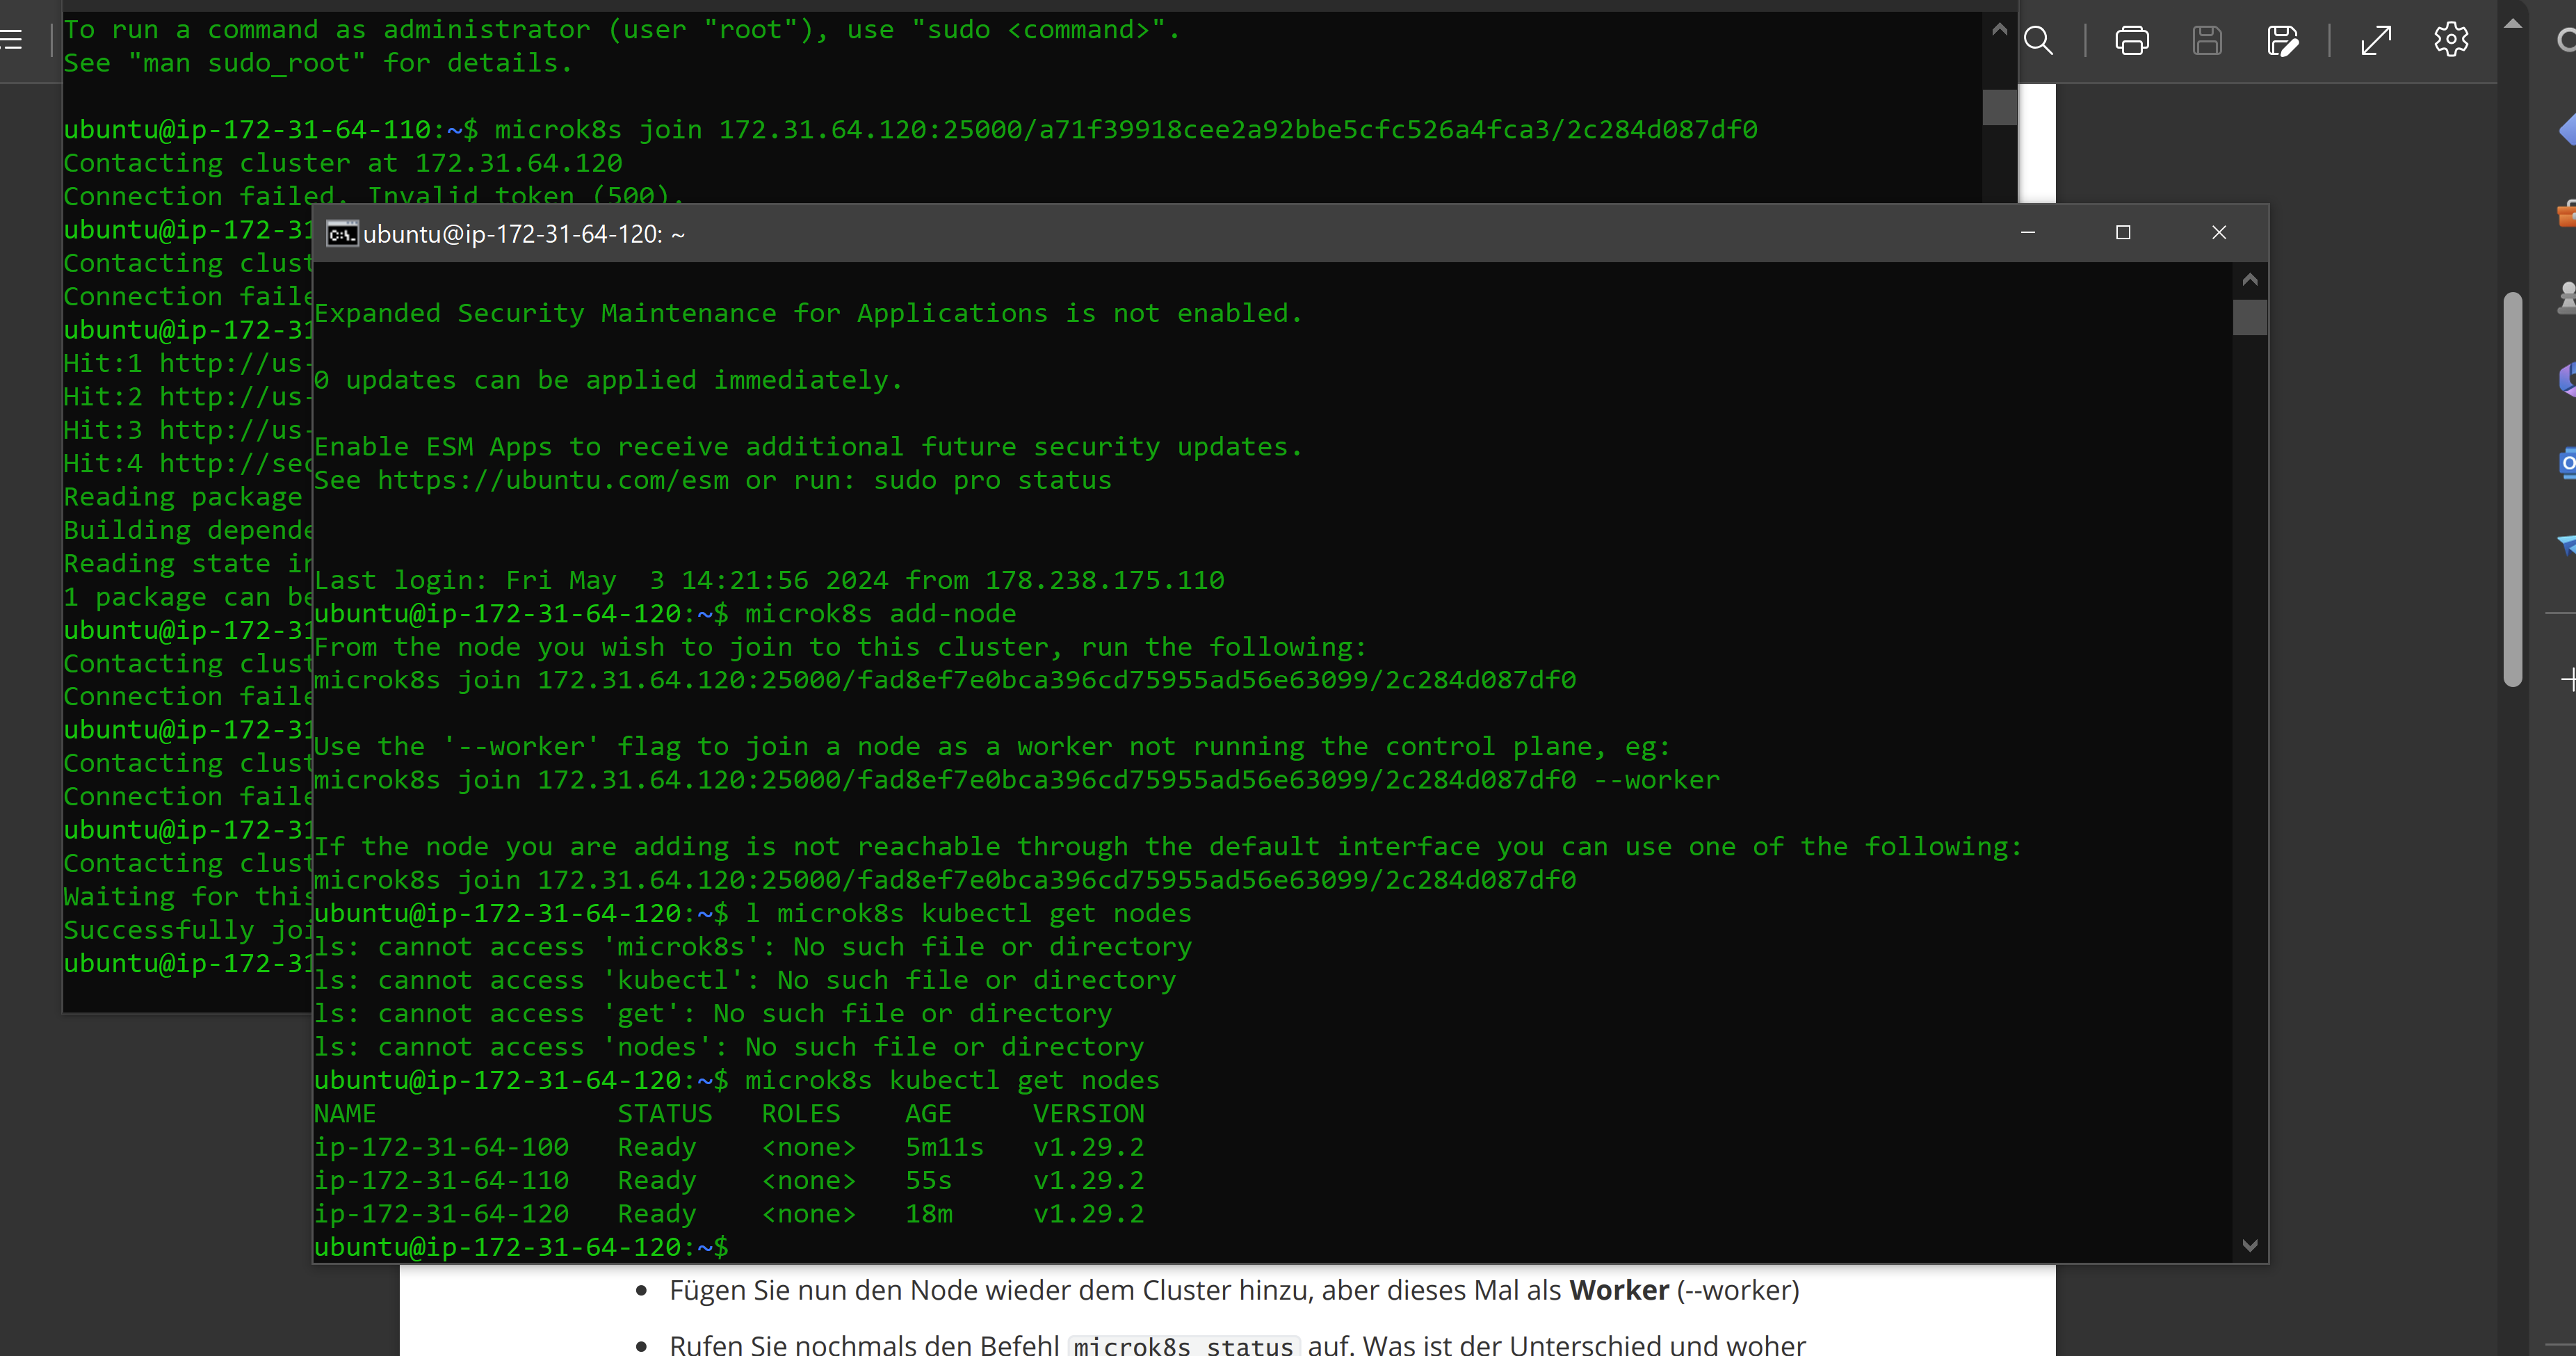 To run a command as administrator (user "root"), use "sudo <command>".
See "man sudo_root" for details.
ubuntu@ip-172-31-64-110:~$ microk8s join 172.31.64.120:25000/a71f39918cee2a92bbe5cfc526a4fca3/2c284d087df0
Contacting cluster at 172.31.64.120
Connection failed. Invalid token (500).
ubuntu@ip-172-31
Contacting clust
Connection faile
ubuntu@ip-172-31
Hit:1 http://us-
Hit:2 http://us-
Hit:3 http://us-
Hit:4 http://sec
Reading package
Building depende
Reading state in
1 package can be
ubuntu@ip-172-31
Contacting clust
Connection faile
ubuntu@ip-172-31
Contacting clust
Connection faile
ubuntu@ip-172-31
Contacting clust
Waiting for this
Successfully joi
ubuntu@ip-172-31
ubuntu@ip-172-31-64-120: ~
Expanded Security Maintenance for Applications is not enabled.
0 updates can be applied immediately.
Enable ESM Apps to receive additional future security updates.
See https://ubuntu.com/esm or run: sudo pro status
Last login: Fri May  3 14:21:56 2024 from 178.238.175.110
ubuntu@ip-172-31-64-120:~$ microk8s add-node
From the node you wish to join to this cluster, run the following:
microk8s join 172.31.64.120:25000/fad8ef7e0bca396cd75955ad56e63099/2c284d087df0
Use the '--worker' flag to join a node as a worker not running the control plane, eg:
microk8s join 172.31.64.120:25000/fad8ef7e0bca396cd75955ad56e63099/2c284d087df0 --worker
If the node you are adding is not reachable through the default interface you can use one of the following:
microk8s join 172.31.64.120:25000/fad8ef7e0bca396cd75955ad56e63099/2c284d087df0
ubuntu@ip-172-31-64-120:~$ l microk8s kubectl get nodes
ls: cannot access 'microk8s': No such file or directory
ls: cannot access 'kubectl': No such file or directory
ls: cannot access 'get': No such file or directory
ls: cannot access 'nodes': No such file or directory
ubuntu@ip-172-31-64-120:~$ microk8s kubectl get nodes
NAME               STATUS   ROLES    AGE     VERSION
ip-172-31-64-100   Ready    <none>   5m11s   v1.29.2
ip-172-31-64-110   Ready    <none>   55s     v1.29.2
ip-172-31-64-120   Ready    <none>   18m     v1.29.2
ubuntu@ip-172-31-64-120:~$
• Fügen Sie nun den Node wieder dem Cluster hinzu, aber dieses Mal als Worker (--worker)
• Rufen Sie nochmals den Befehl microk8s status auf. Was ist der Unterschied und woher